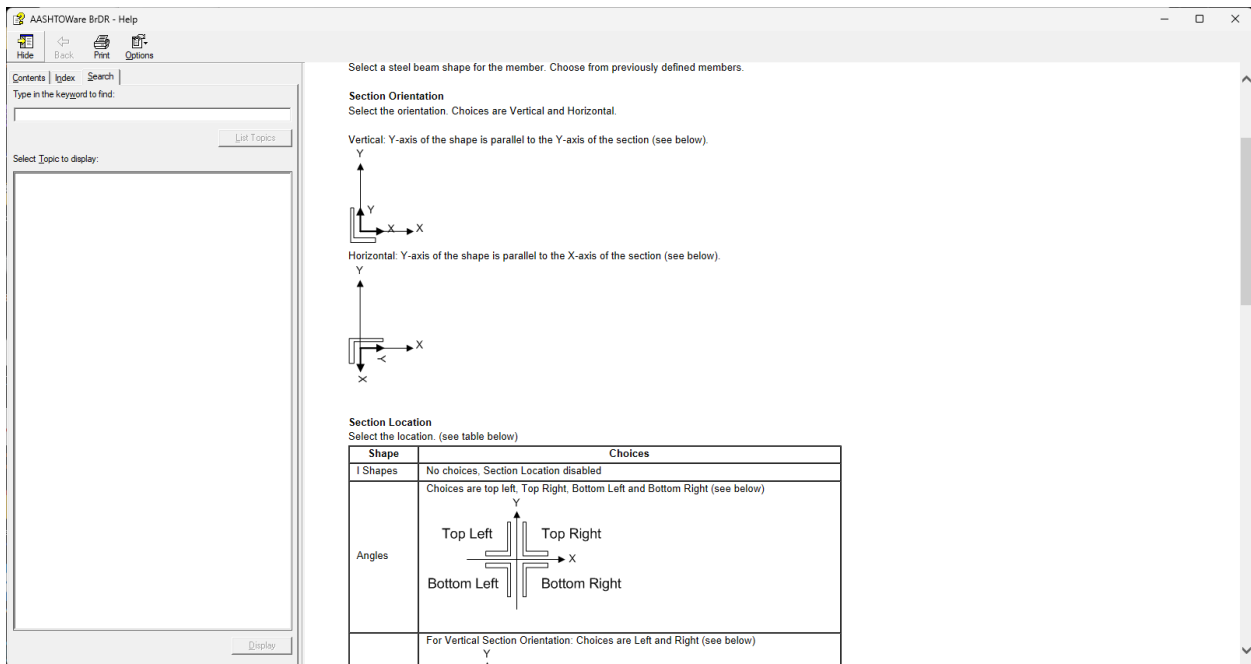 AASHTOWare BrDR - Help
Hide Back Print Options
Contents Index Search
Type in the keyword to find:
List Topics
Select Topic to display:
Display
Select a steel beam shape for the member. Choose from previously defined members.
Section Orientation
Select the orientation. Choices are Vertical and Horizontal.
Vertical: Y-axis of the shape is parallel to the Y-axis of the section (see below).
Y
Y
X X
Horizontal: Y-axis of the shape is parallel to the X-axis of the section (see below).
Y
X
Y
X
Section Location
Select the location. (see table below)
Shape Choices
I Shapes No choices, Section Location disabled
Choices are top left, Top Right, Bottom Left and Bottom Right (see below)
Y
Top Left Top Right
Angles
X
Bottom Left Bottom Right
For Vertical Section Orientation: Choices are Left and Right (see below)
Y